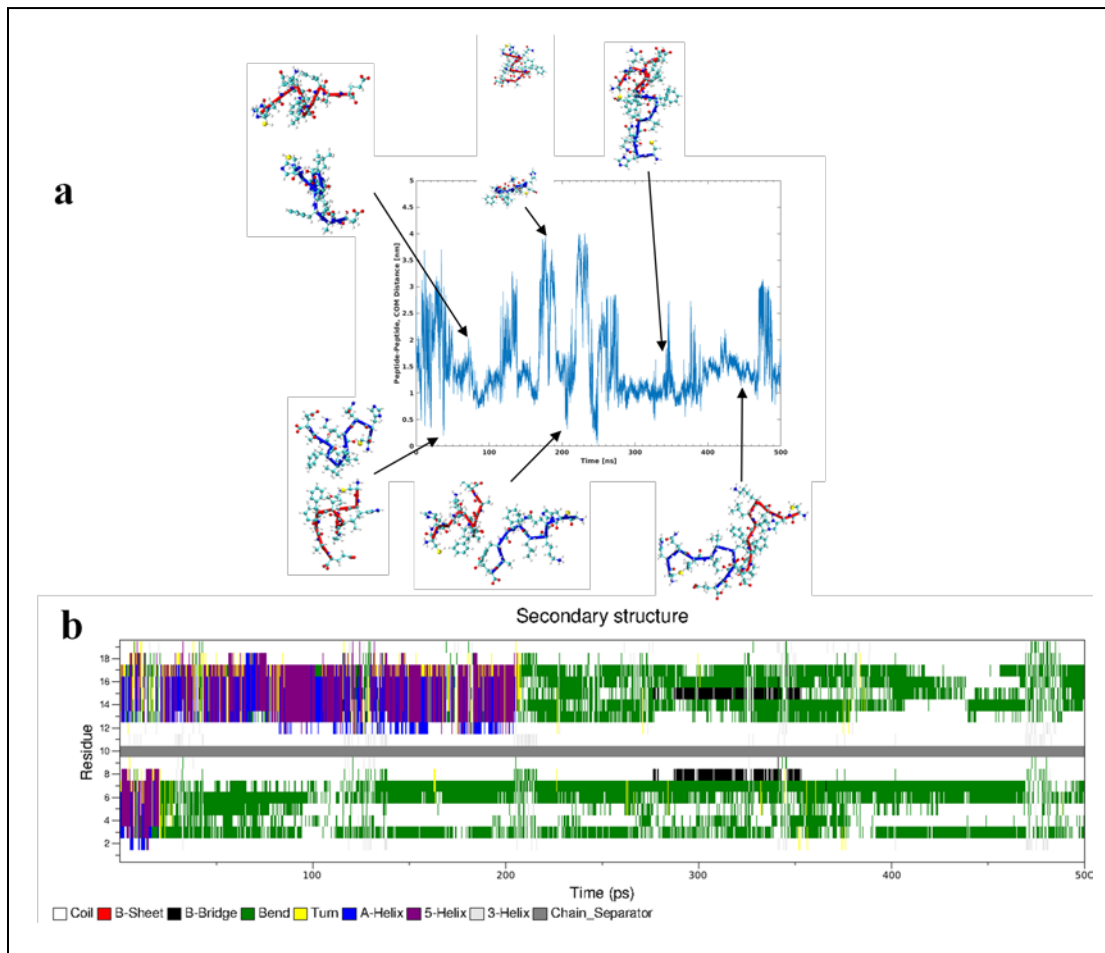 a
5
4.5
4
3.5
3
2.5
2
1.5
1
0.5
0
Peptide-Peptide, COM Distance [nm]
0 100 200 300 400 500
Time [ns]
b
Secondary structure
18
16
14
12
10
8
6
4
2
Residue
100 200 300 400 500
Time (ps)
Coil B-Sheet B-Bridge Bend Turn A-Helix 5-Helix 3-Helix Chain_Separator